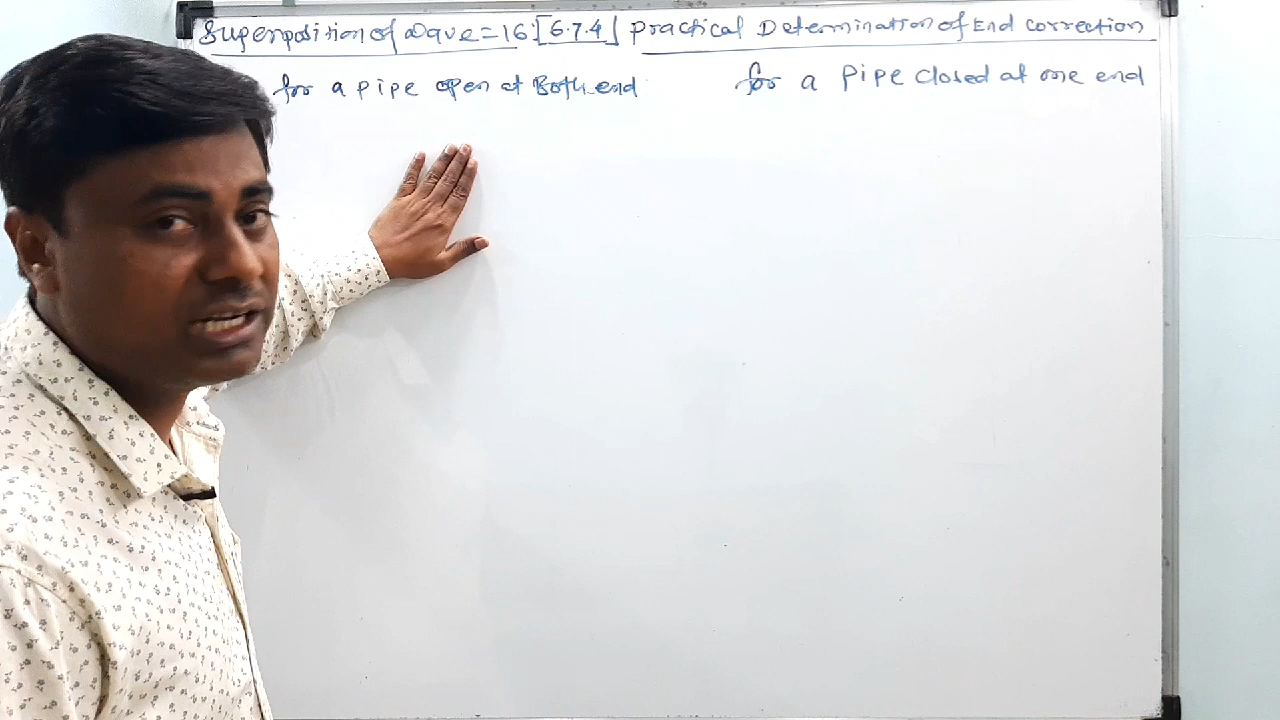 Superposition of Wave=16[6.7.4] Practical Determination of End Correction
for a pipe open at Both end
for a Pipe Closed at one end